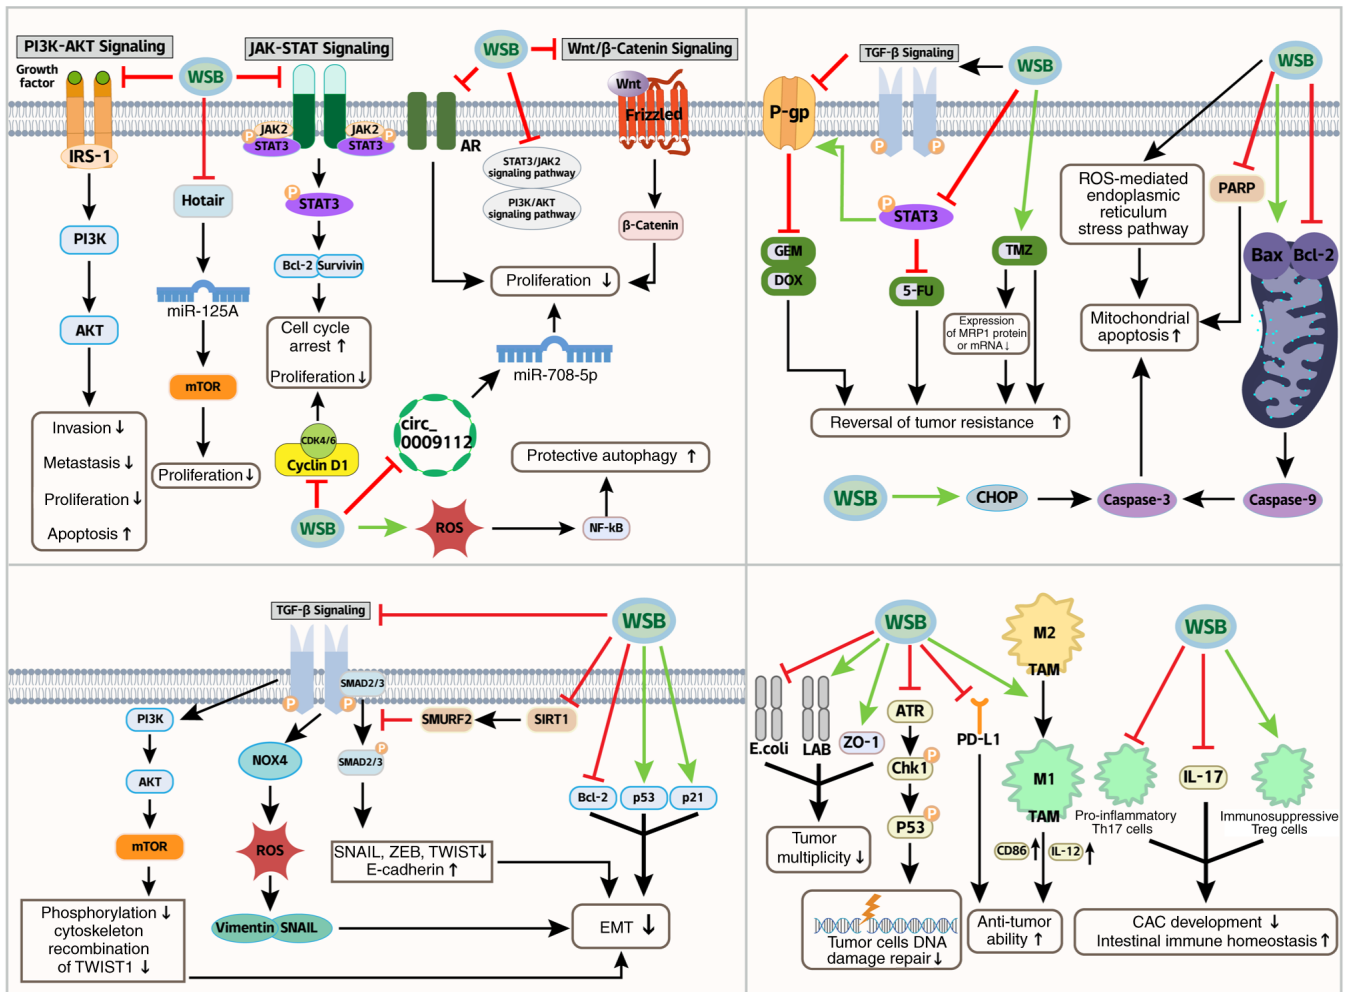 PI3K-AKT Signaling
Growth
factor
WSB
JAK-STAT Signaling
WSB
Wnt/β-Catenin Signaling
Wnt
Frizzled
IRS-1
JAK2
JAK2
P
STAT3
STAT3
P
AR
STAT3/JAK2
signaling pathway
PI3K/AKT
signaling pathway
Hotair
P
STAT3
β-Catenin
PI3K
Bcl-2
Survivin
Proliferation ↓
miR-125A
AKT
Cell cycle
arrest ↑
Proliferation↓
miR-708-5p
mTOR
Invasion ↓
Metastasis ↓
Proliferation ↓
Apoptosis ↑
Proliferation↓
CDK4/6
Cyclin D1
circ_
0009112
Protective autophagy ↑
WSB
ROS
NF-kB
TGF-β Signaling
WSB
WSB
P-gp
P
P
ROS-mediated
endoplasmic
reticulum
stress pathway
PARP
P
STAT3
GEM
DOX
TMZ
5-FU
Bax
Bcl-2
Expression
of MRP1 protein
or mRNA↓
Mitochondrial
apoptosis ↑
Reversal of tumor resistance ↑
WSB
CHOP
Caspase-3
Caspase-9
TGF-β Signaling
WSB
SMAD2/3
P
P
PI3K
SMURF2
SIRT1
NOX4
P
SMAD2/3
AKT
Bcl-2
p53
p21
mTOR
ROS
SNAIL, ZEB, TWIST↓
E-cadherin ↑
Phosphorylation ↓
cytoskeleton
recombination
of TWIST1 ↓
Vimentin
SNAIL
EMT ↓
WSB
M2
TAM
WSB
E.coli
LAB
ZO-1
ATR
PD-L1
Chk1
P
P53
P
M1
TAM
CD86 ↑
IL-12 ↑
Pro-inflammatory
Th17 cells
IL-17
Immunosuppressive
Treg cells
Tumor
multiplicity ↓
Tumor cells DNA
damage repair↓
Anti-tumor
ability ↑
CAC development ↓
Intestinal immune homeostasis ↑